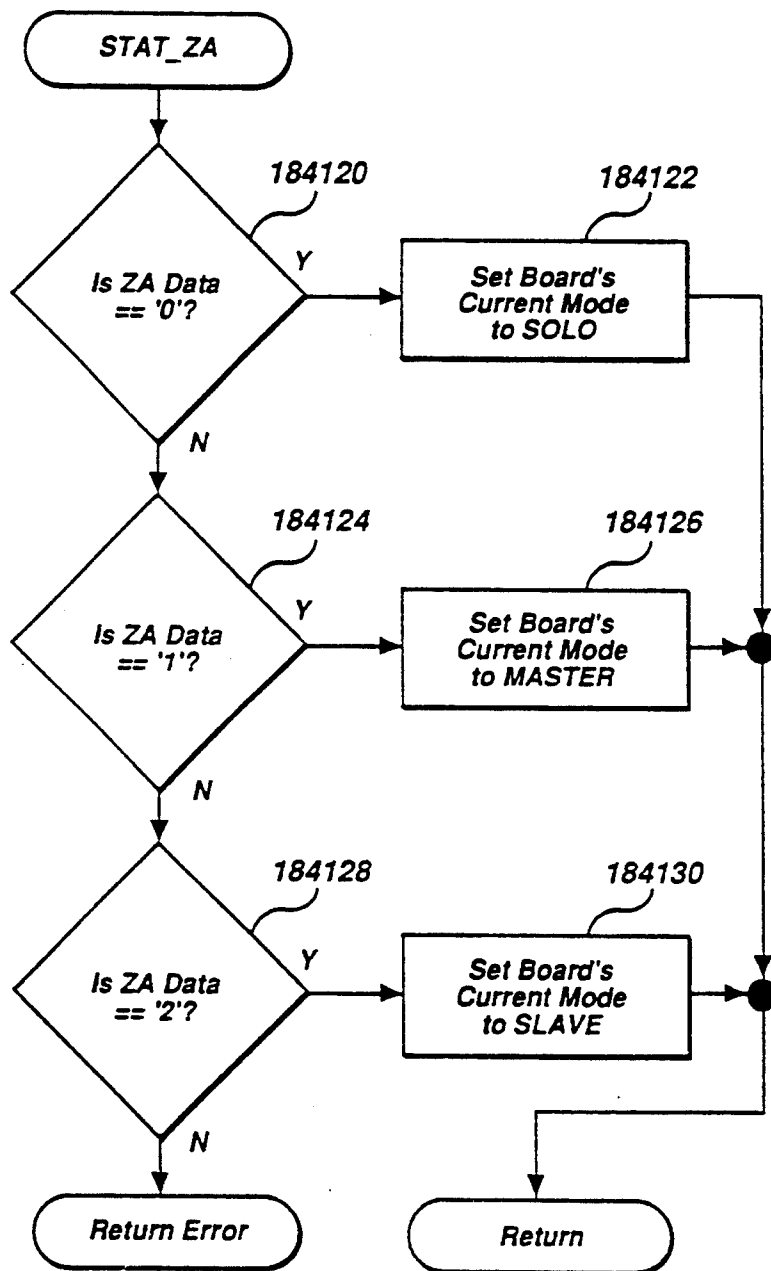 STAT_ZA
184120
184122
Is ZA Data
== '0'?
Y
Set Board's
Current Mode
to SOLO
N
184124
184126
Is ZA Data
== '1'?
Y
Set Board's
Current Mode
to MASTER
N
184128
184130
Is ZA Data
== '2'?
Y
Set Board's
Current Mode
to SLAVE
N
Return Error
Return